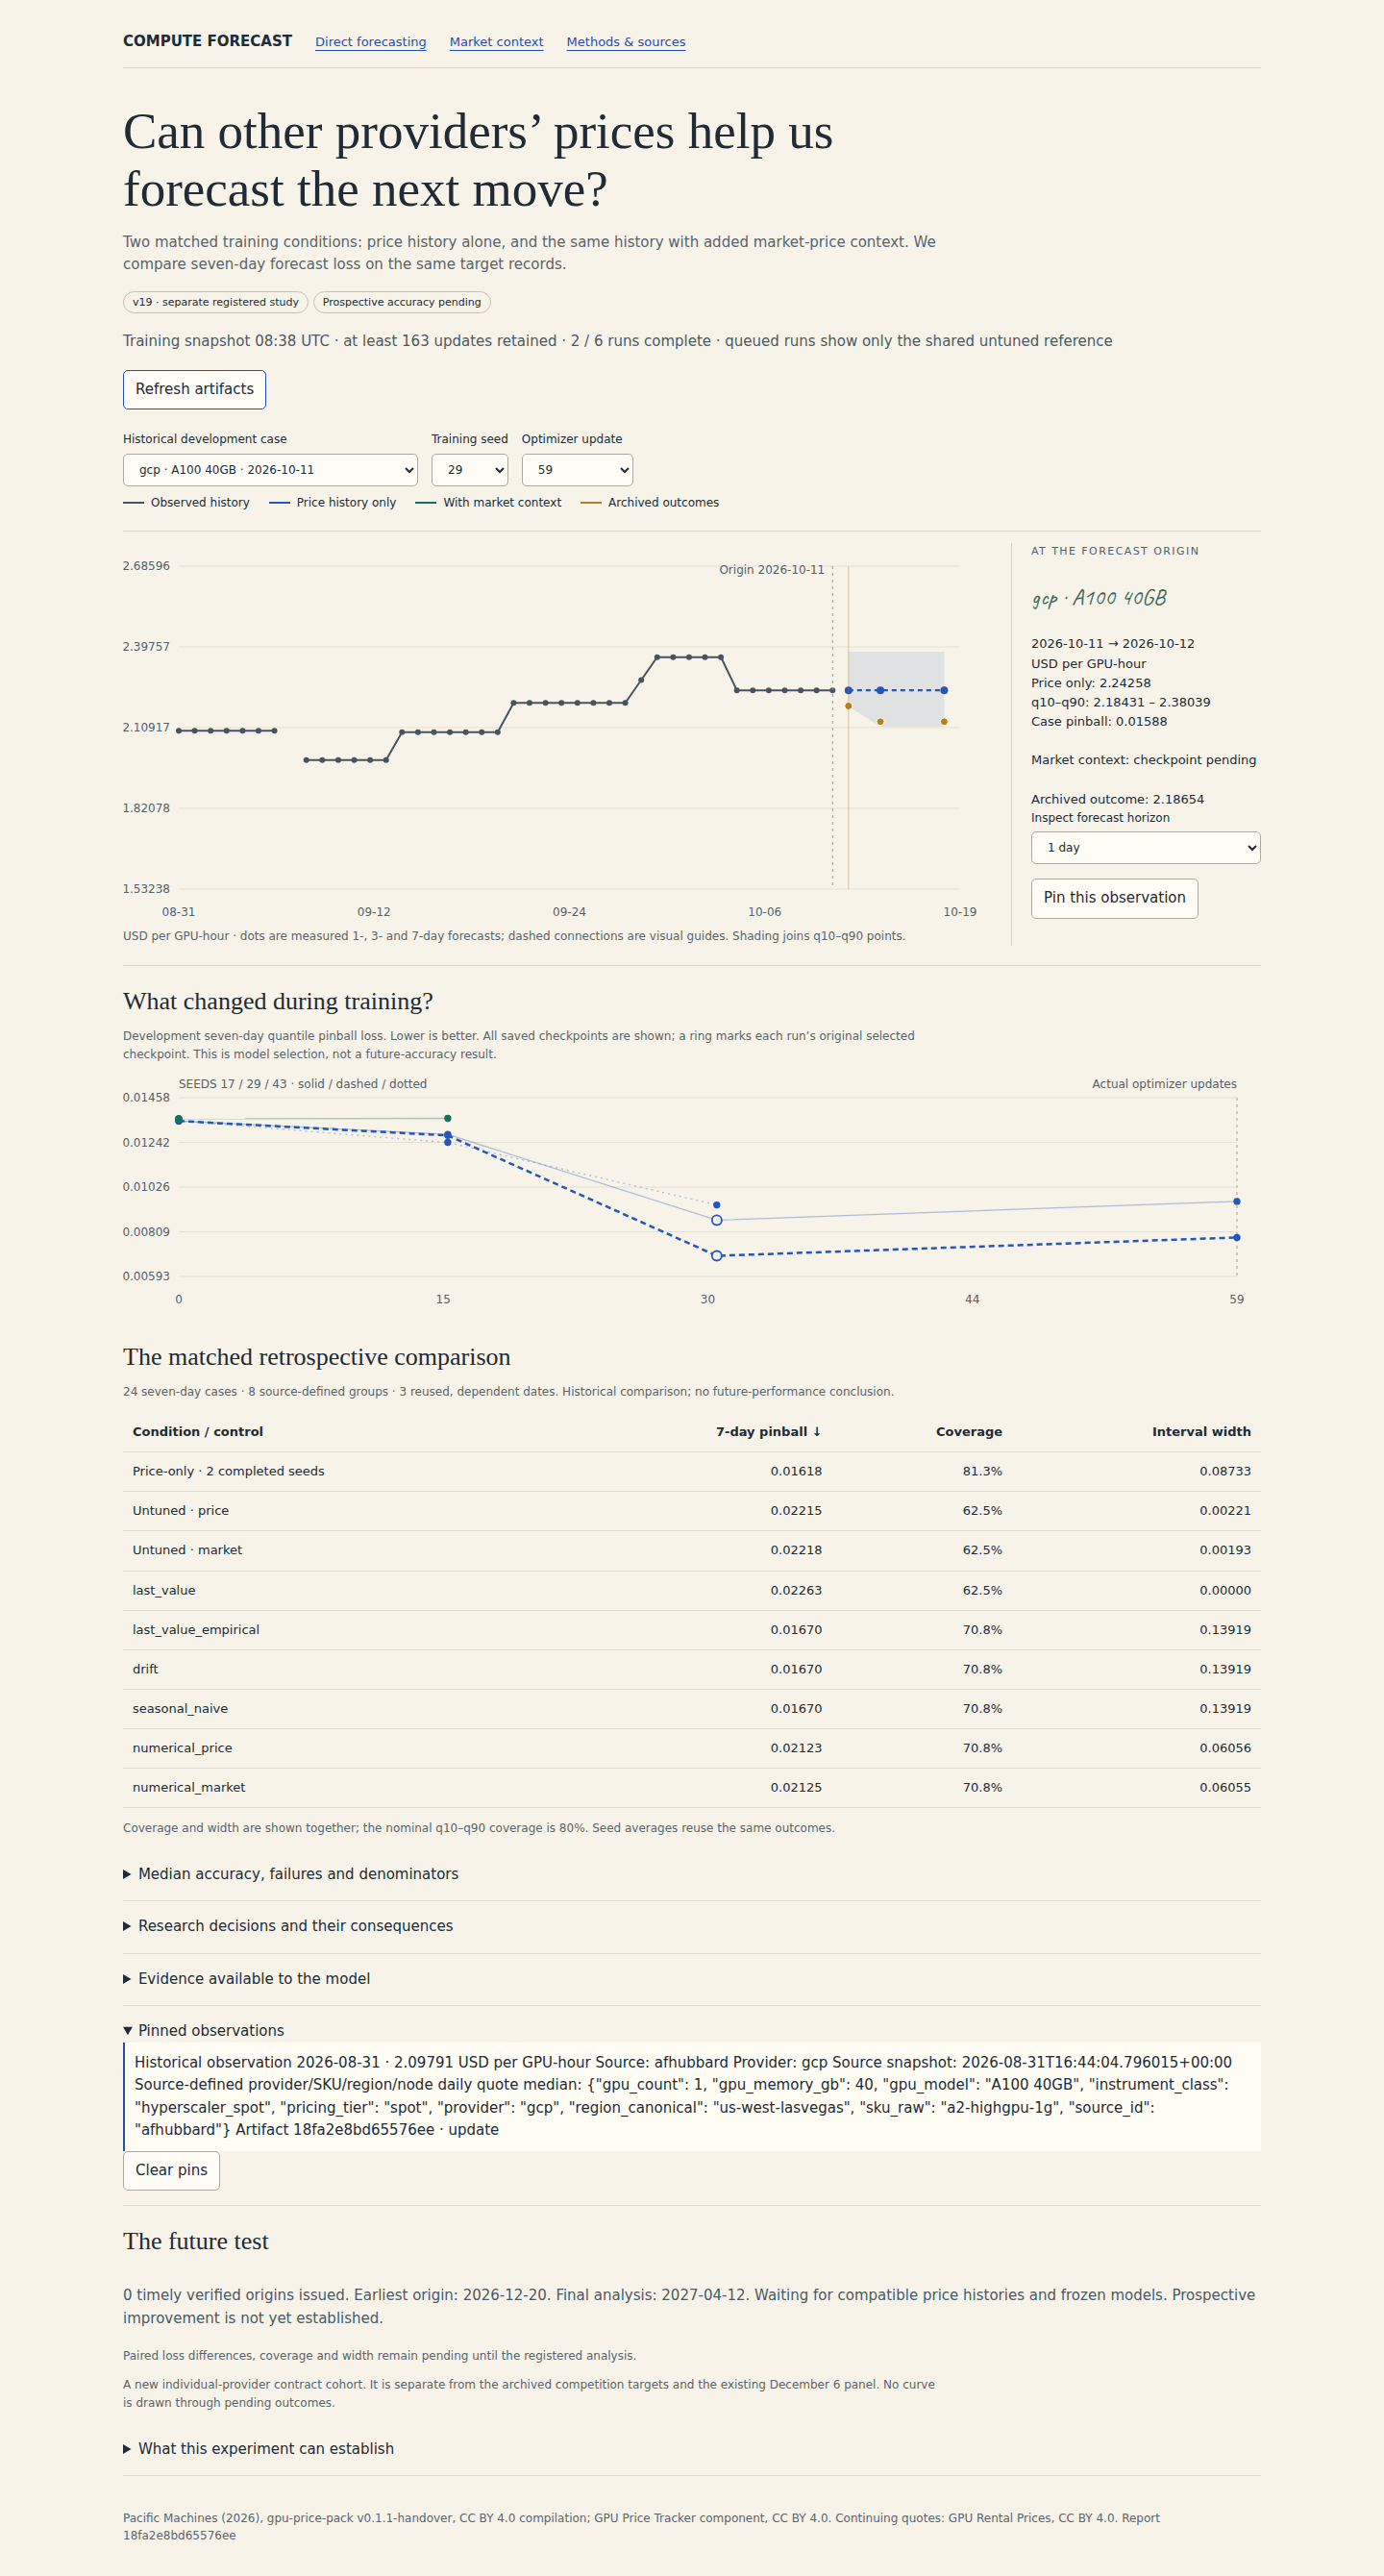 COMPUTE FORECAST Direct forecasting Market context Methods & sources
Can other providers’ prices help us
forecast the next move?
Two matched training conditions: price history alone, and the same history with added market-price context. We
compare seven-day forecast loss on the same target records.
v19 · separate registered study Prospective accuracy pending
Training snapshot 08:38 UTC · at least 163 updates retained · 2 / 6 runs complete · queued runs show only the shared untuned reference
Refresh artifacts
Historical development case Training seed Optimizer update
gcp · A100 40GB · 2026-10-11 29 59
Observed history Price history only With market context Archived outcomes
2.68596
2.39757
2.10917
1.82078
1.53238
Origin 2026-10-11
08-31 09-12 09-24 10-06 10-19
USD per GPU-hour · dots are measured 1-, 3- and 7-day forecasts; dashed connections are visual guides. Shading joins q10–q90 points.
AT THE FORECAST ORIGIN
gcp · A100 40GB
2026-10-11 → 2026-10-12
USD per GPU-hour
Price only: 2.24258
q10–q90: 2.18431 – 2.38039
Case pinball: 0.01588
Market context: checkpoint pending
Archived outcome: 2.18654
Inspect forecast horizon
1 day
Pin this observation
What changed during training?
Development seven-day quantile pinball loss. Lower is better. All saved checkpoints are shown; a ring marks each run’s original selected
checkpoint. This is model selection, not a future-accuracy result.
SEEDS 17 / 29 / 43 · solid / dashed / dotted Actual optimizer updates
0.01458
0.01242
0.01026
0.00809
0.00593
0 15 30 44 59
The matched retrospective comparison
24 seven-day cases · 8 source-defined groups · 3 reused, dependent dates. Historical comparison; no future-performance conclusion.
Condition / control 7-day pinball ↓ Coverage Interval width
Price-only · 2 completed seeds 0.01618 81.3% 0.08733
Untuned · price 0.02215 62.5% 0.00221
Untuned · market 0.02218 62.5% 0.00193
last_value 0.02263 62.5% 0.00000
last_value_empirical 0.01670 70.8% 0.13919
drift 0.01670 70.8% 0.13919
seasonal_naive 0.01670 70.8% 0.13919
numerical_price 0.02123 70.8% 0.06056
numerical_market 0.02125 70.8% 0.06055
Coverage and width are shown together; the nominal q10–q90 coverage is 80%. Seed averages reuse the same outcomes.
Median accuracy, failures and denominators
Research decisions and their consequences
Evidence available to the model
Pinned observations
Historical observation 2026-08-31 · 2.09791 USD per GPU-hour Source: afhubbard Provider: gcp Source snapshot: 2026-08-31T16:44:04.796015+00:00
Source-defined provider/SKU/region/node daily quote median: {"gpu_count": 1, "gpu_memory_gb": 40, "gpu_model": "A100 40GB", "instrument_class":
"hyperscaler_spot", "pricing_tier": "spot", "provider": "gcp", "region_canonical": "us-west-lasvegas", "sku_raw": "a2-highgpu-1g", "source_id":
"afhubbard"} Artifact 18fa2e8bd65576ee · update
Clear pins
The future test
0 timely verified origins issued. Earliest origin: 2026-12-20. Final analysis: 2027-04-12. Waiting for compatible price histories and frozen models. Prospective
improvement is not yet established.
Paired loss differences, coverage and width remain pending until the registered analysis.
A new individual-provider contract cohort. It is separate from the archived competition targets and the existing December 6 panel. No curve
is drawn through pending outcomes.
What this experiment can establish
Pacific Machines (2026), gpu-price-pack v0.1.1-handover, CC BY 4.0 compilation; GPU Price Tracker component, CC BY 4.0. Continuing quotes: GPU Rental Prices, CC BY 4.0. Report
18fa2e8bd65576ee